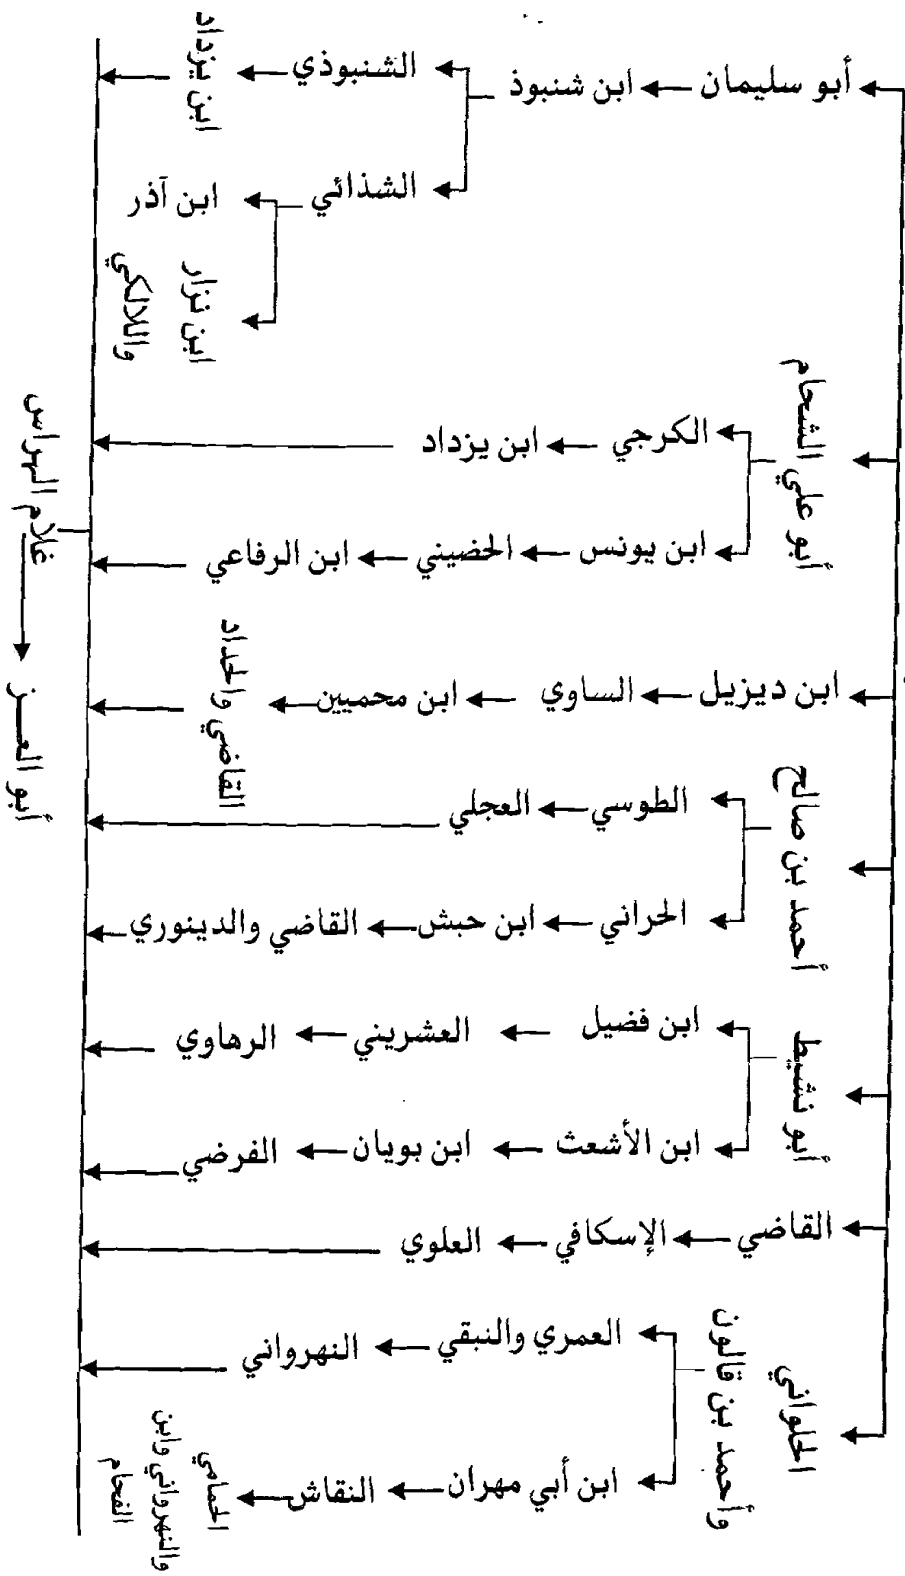 أبو سليمان ابن شنبوذ الشنبوذي ابن يزداد
الشذائي ابن آذر
ابن نزار واللالكي
أبو علي الشحام
الكرجي ابن يزداد
ابن يونس الحضيني ابن الرفاعي
ابن ديزيل الساوي ابن محميين القاضي والحداد
أحمد بن صالح
الطوسي العجلي
الحراني ابن حبش القاضي والدينوري
أبو نشيط
ابن فضيل العشريني الرهاوي
ابن الأشعث ابن بويان الفرضي
القاضي الإسكافي العلوي
الحلواني وأحمد بن قالون
العمري والنبقي النهرواني
ابن أبي مهران النقاش الحمامي والنهرواني وابن الفحام
غلام الهراس أبو العـز